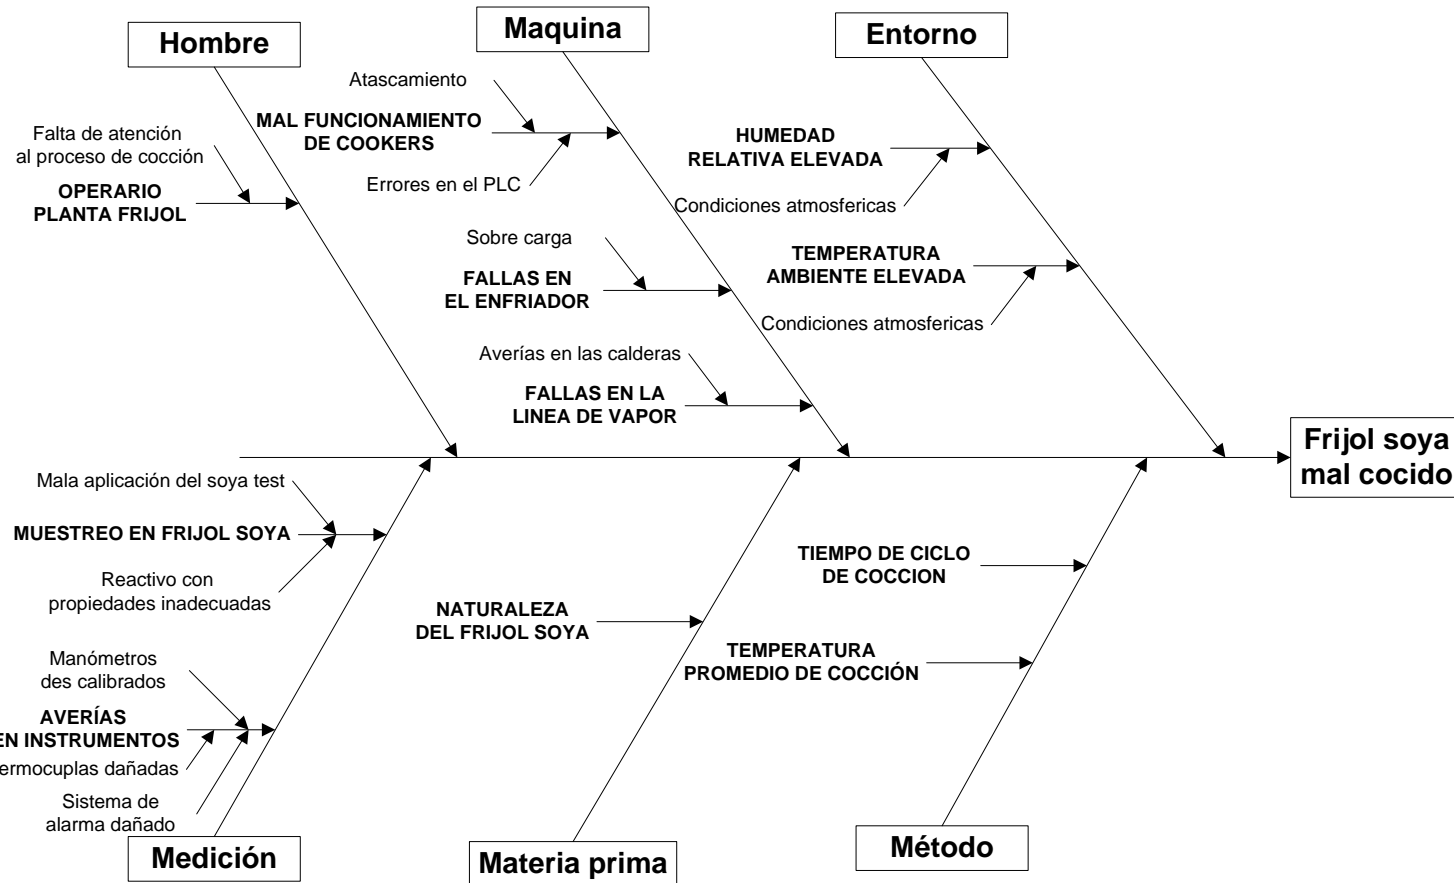 Hombre
Maquina
Entorno
Atascamiento
MAL FUNCIONAMIENTO
DE COOKERS
Errores en el PLC
Falta de atención
al proceso de cocción
OPERARIO
PLANTA FRIJOL
HUMEDAD
RELATIVA ELEVADA
Condiciones atmosfericas
Sobre carga
FALLAS EN
EL ENFRIADOR
TEMPERATURA
AMBIENTE ELEVADA
Condiciones atmosfericas
Averías en las calderas
FALLAS EN LA
LINEA DE VAPOR
Frijol soya
mal cocido
Mala aplicación del soya test
MUESTREO EN FRIJOL SOYA
Reactivo con
propiedades inadecuadas
TIEMPO DE CICLO
DE COCCION
NATURALEZA
DEL FRIJOL SOYA
TEMPERATURA
PROMEDIO DE COCCIÓN
Manómetros
des calibrados
AVERÍAS
EN INSTRUMENTOS
ermocuplas dañadas
Sistema de
alarma dañado
Medición
Materia prima
Método